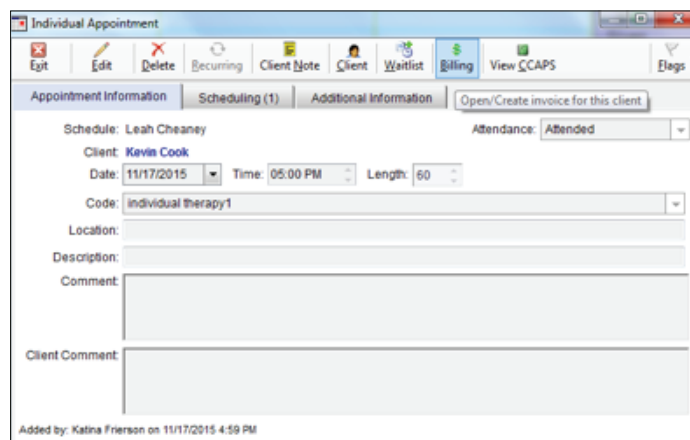 Individual Appointment
Exit Edit Delete Recurring Client Note Client Waitlist Billing View CCAPS Flags
Appointment Information Scheduling (1) Additional Information Open/Create invoice for this client
Schedule: Leah Cheaney Attendance: Attended
Client: Kevin Cook
Date: 11/17/2015 Time: 05:00 PM Length: 60
Code: individual therapy1
Location:
Description:
Comment:
Client Comment:
Added by: Katina Frierson on 11/17/2015 4:59 PM